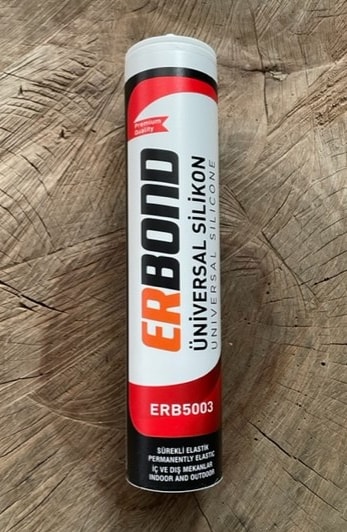 Premium
Quality
ERBOND
ÜNİVERSAL SİLİKON
UNIVERSAL SILICONE
ERB5003
SÜREKLİ ELASTİK
PERMANENTLY ELASTIC
İÇ VE DIŞ MEKANLAR
INDOOR AND OUTDOOR